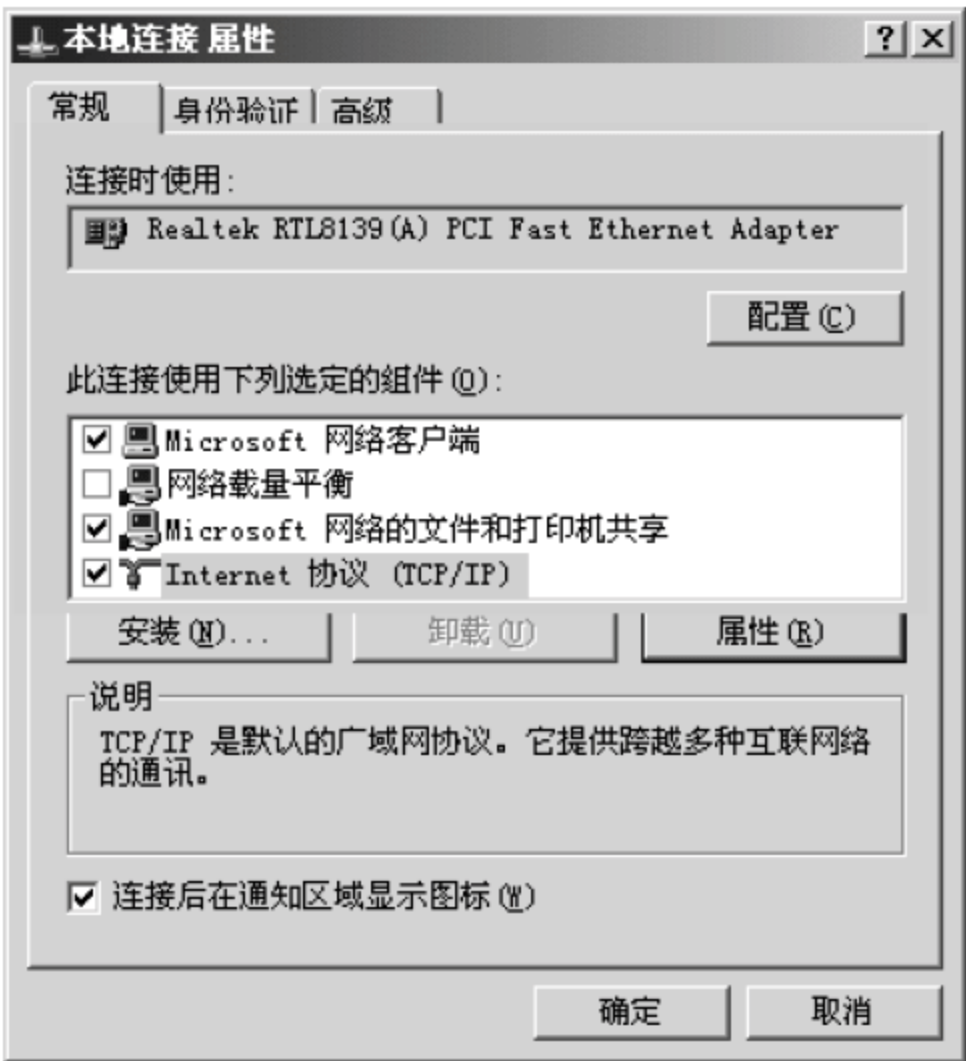 本地连接 属性
常规 身份验证 高级
连接时使用:
Realtek RTL8139(A) PCI Fast Ethernet Adapter
配置(C)
此连接使用下列选定的组件(O):
Microsoft 网络客户端
网络载量平衡
Microsoft 网络的文件和打印机共享
Internet 协议 (TCP/IP)
安装(N)... 卸载(U) 属性(R)
说明
TCP/IP 是默认的广域网协议。它提供跨越多种互联网络
的通讯。
连接后在通知区域显示图标(W)
确定 取消